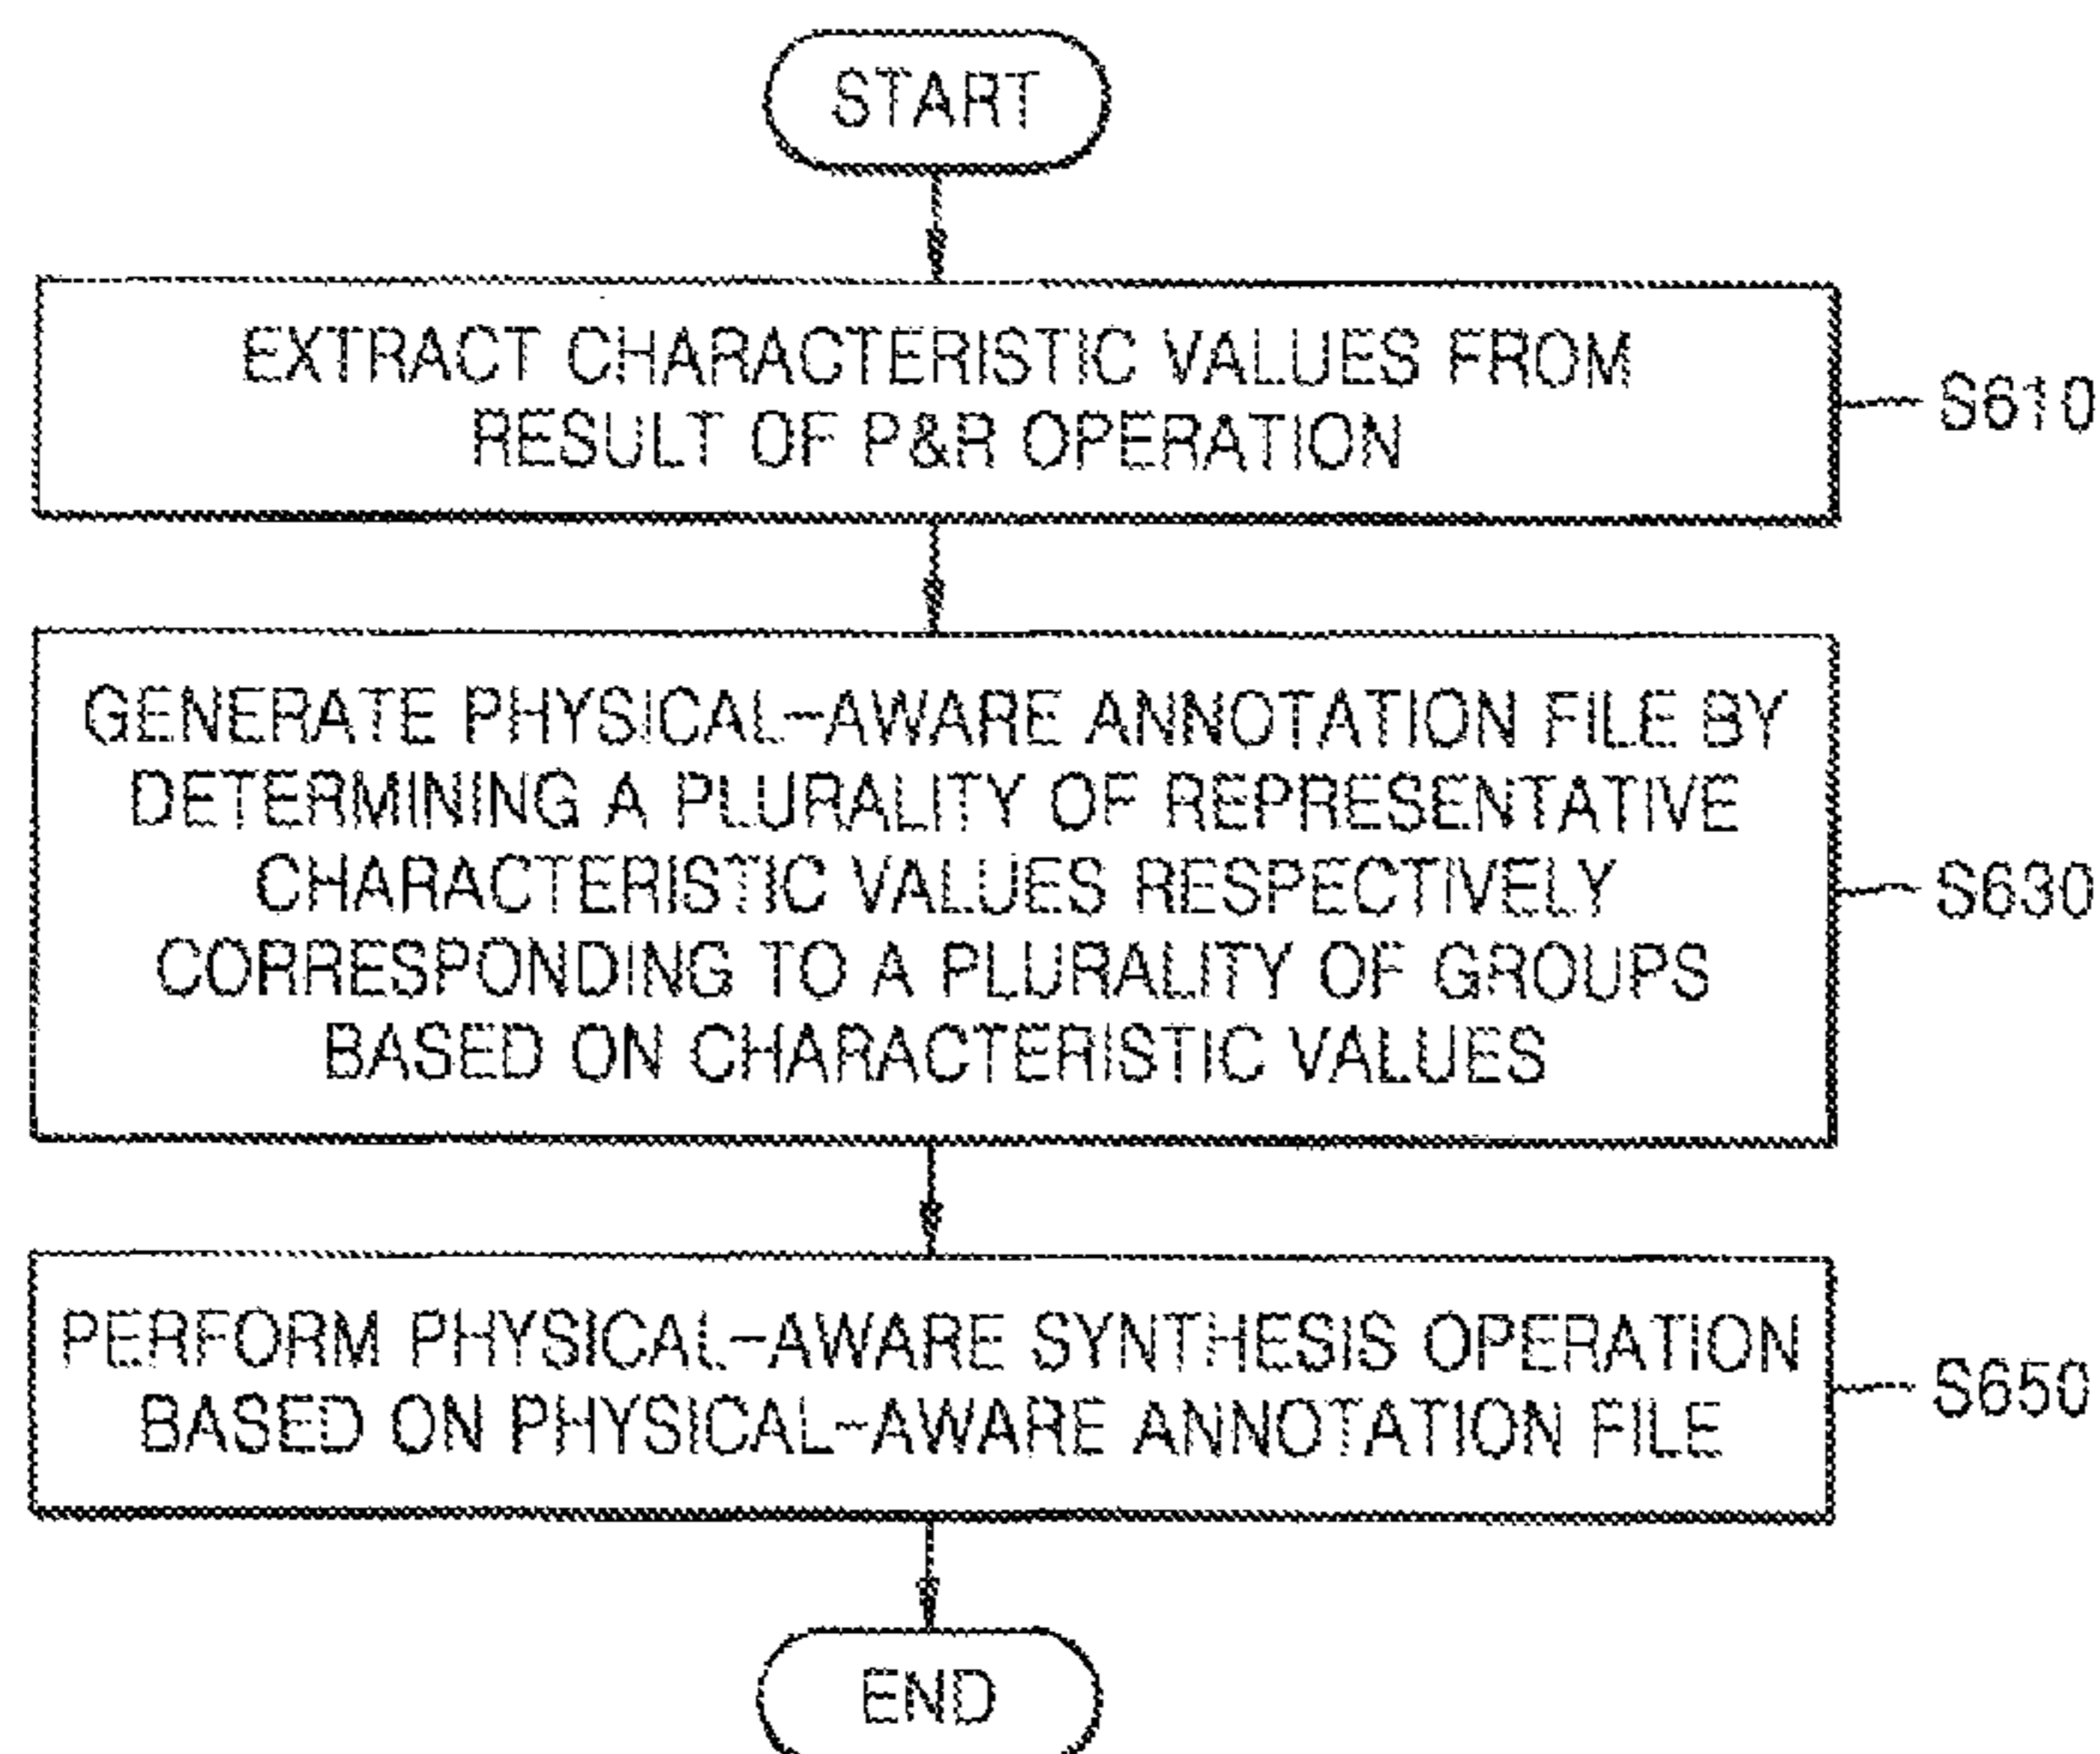 START
EXTRACT CHARACTERISTIC VALUES FROM
RESULT OF P&R OPERATION
S610
GENERATE PHYSICAL-AWARE ANNOTATION FILE BY
DETERMINING A PLURALITY OF REPRESENTATIVE
CHARACTERISTIC VALUES RESPECTIVELY
CORRESPONDING TO A PLURALITY OF GROUPS
BASED ON CHARACTERISTIC VALUES
S630
PERFORM PHYSICAL-AWARE SYNTHESIS OPERATION
BASED ON PHYSICAL-AWARE ANNOTATION FILE
S650
END